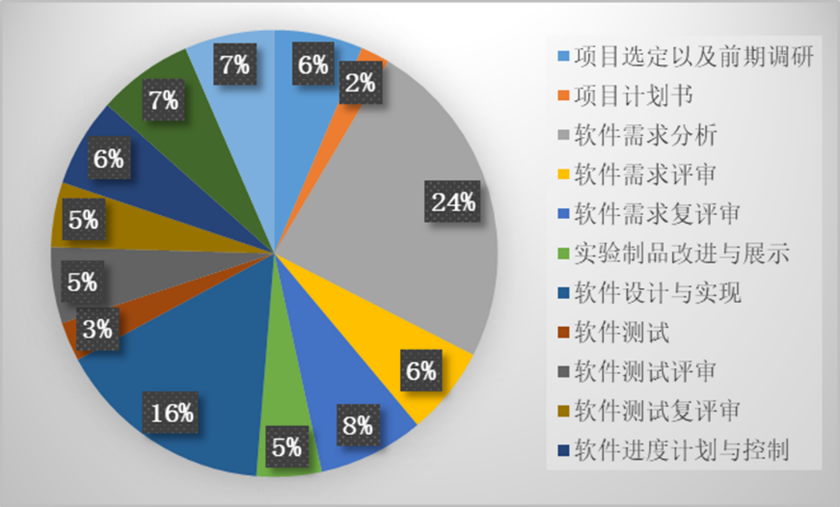 7%
6%
2%
7%
6%
24%
5%
5%
3%
6%
16%
8%
5%
项目选定以及前期调研
项目计划书
软件需求分析
软件需求评审
软件需求复评审
实验制品改进与展示
软件设计与实现
软件测试
软件测试评审
软件测试复评审
软件进度计划与控制